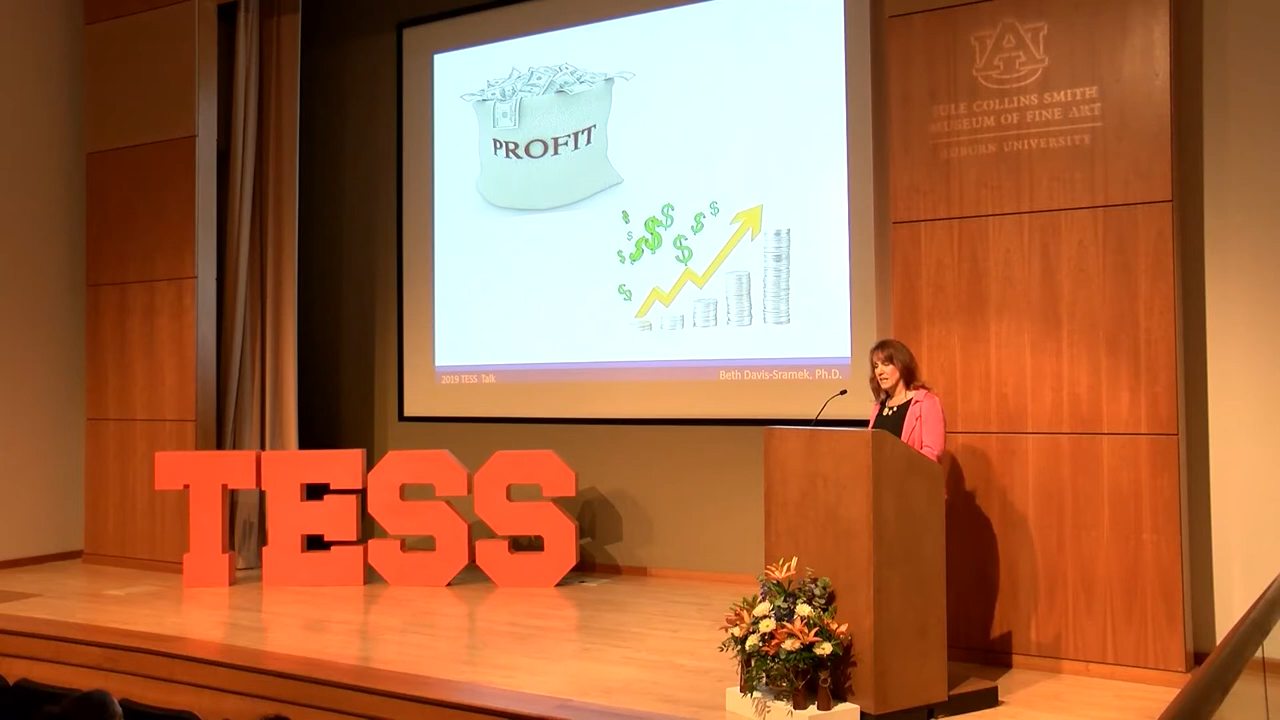 PROFIT
$ $ $ $ $ $ $ $ $ $
2019 TESS Talk
Beth Davis-Sramek, Ph.D.
AU
JULE COLLINS SMITH
MUSEUM OF FINE ART
AUBURN UNIVERSITY
TESS